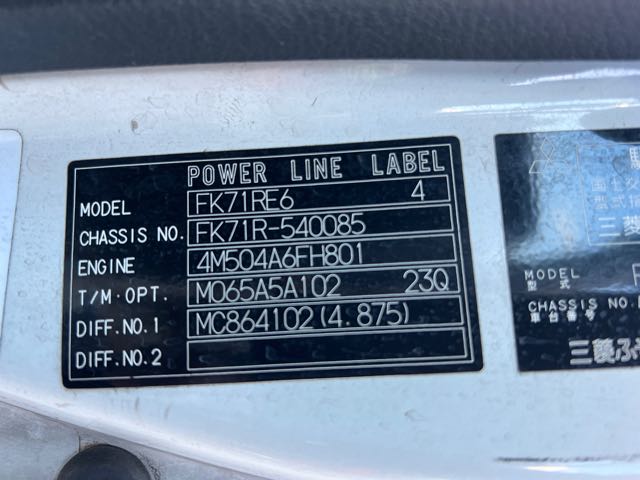 POWER LINE LABEL
MODEL FK71RE6 4
CHASSIS NO. FK71R-540085
ENGINE 4M504A6FH801
T/M·OPT. M065A5A102 23Q
DIFF.NO.1 MC864102(4.875)
DIFF.NO.2
MODEL
型式
CHASSIS NO.
車台番号
三菱ふ